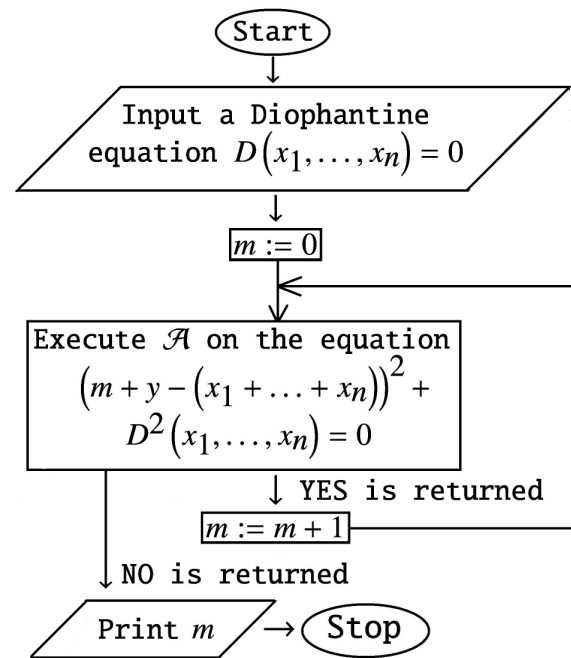 Start
Input a Diophantine
equation D(x₁,…,xₙ) = 0
m := 0
Execute 𝒜 on the equation
(m + y − (x₁ + … + xₙ))² +
D²(x₁,…,xₙ) = 0
YES is returned
m := m + 1
NO is returned
Print m
Stop